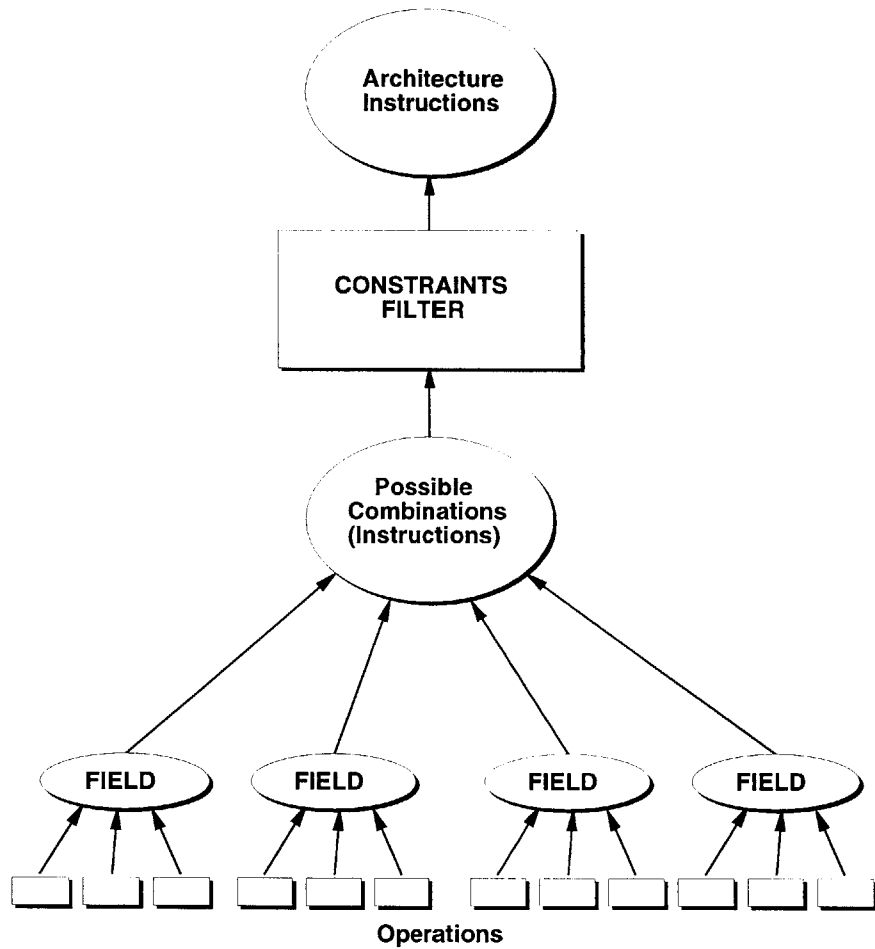 Architecture
Instructions
CONSTRAINTS
FILTER
Possible
Combinations
(Instructions)
FIELD FIELD FIELD FIELD
Operations